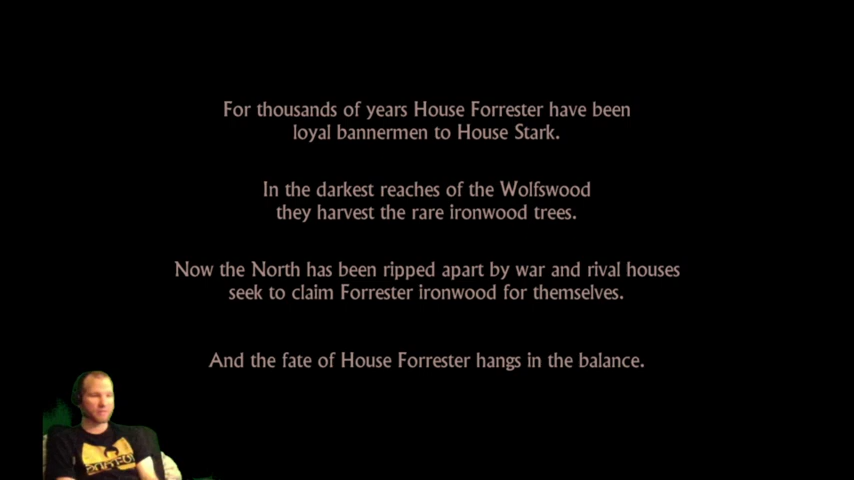 For thousands of years House Forrester have been
loyal bannermen to House Stark.
In the darkest reaches of the Wolfswood
they harvest the rare ironwood trees.
Now the North has been ripped apart by war and rival houses
seek to claim Forrester ironwood for themselves.
And the fate of House Forrester hangs in the balance.